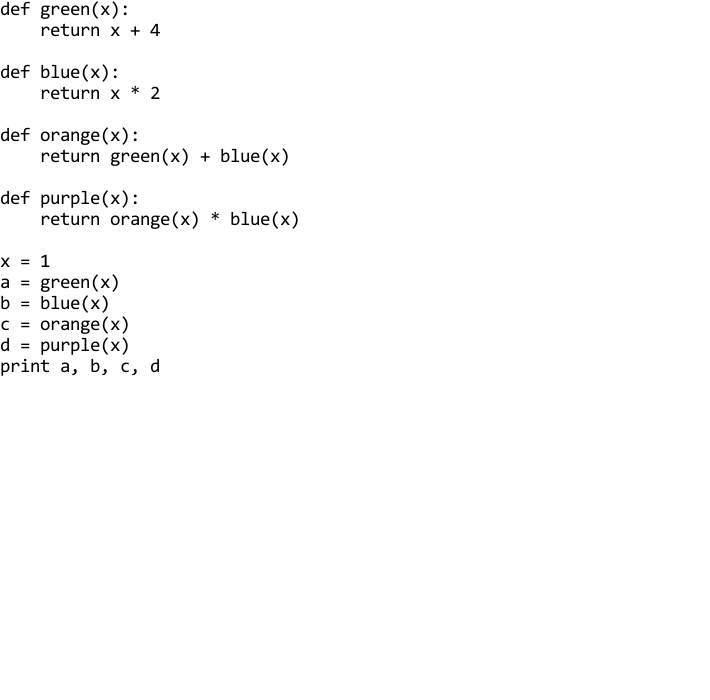 def green(x):
    return x + 4

def blue(x):
    return x * 2

def orange(x):
    return green(x) + blue(x)

def purple(x):
    return orange(x) * blue(x)

x = 1
a = green(x)
b = blue(x)
c = orange(x)
d = purple(x)
print a, b, c, d